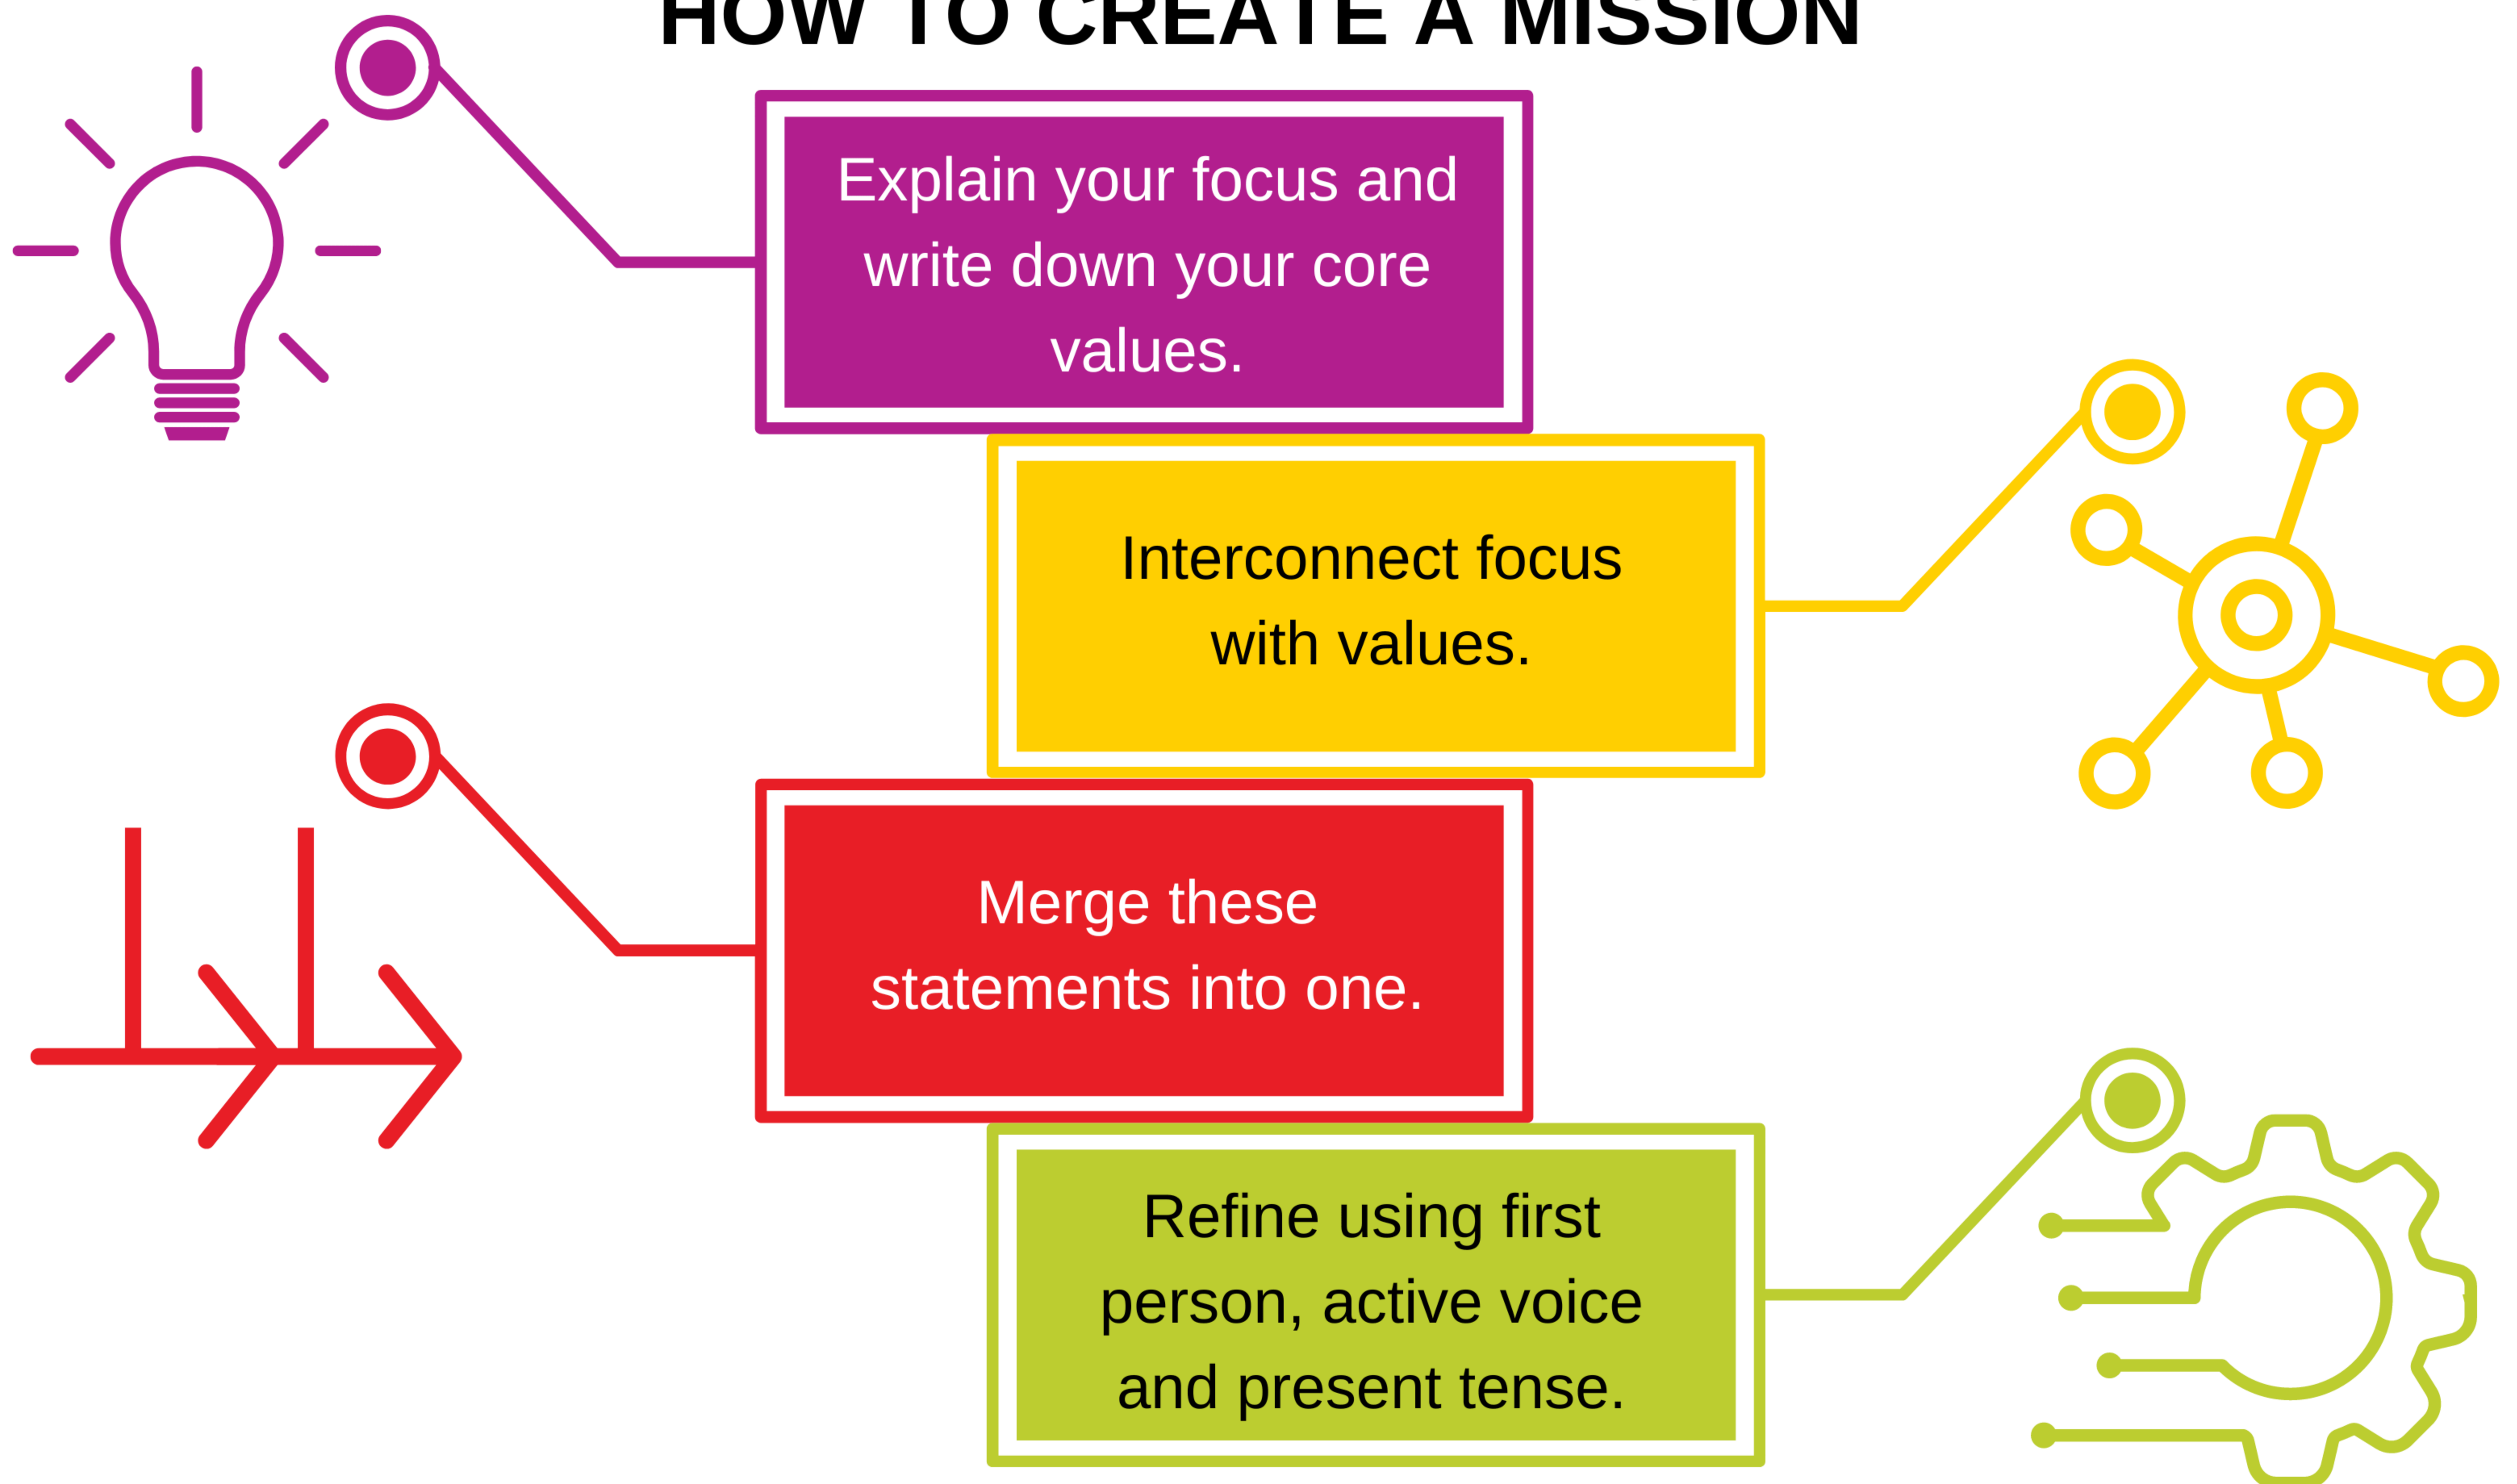 HOW TO CREATE A MISSION
Explain your focus and
write down your core
values.
Interconnect focus
with values.
Merge these
statements into one.
Refine using first
person, active voice
and present tense.